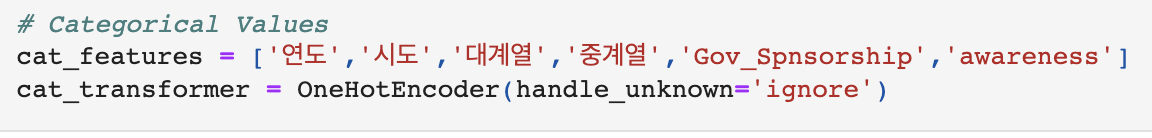 # Categorical Values
cat_features = ['연도','시도','대계열','중계열','Gov_Spnsorship','awareness']
cat_transformer = OneHotEncoder(handle_unknown='ignore')